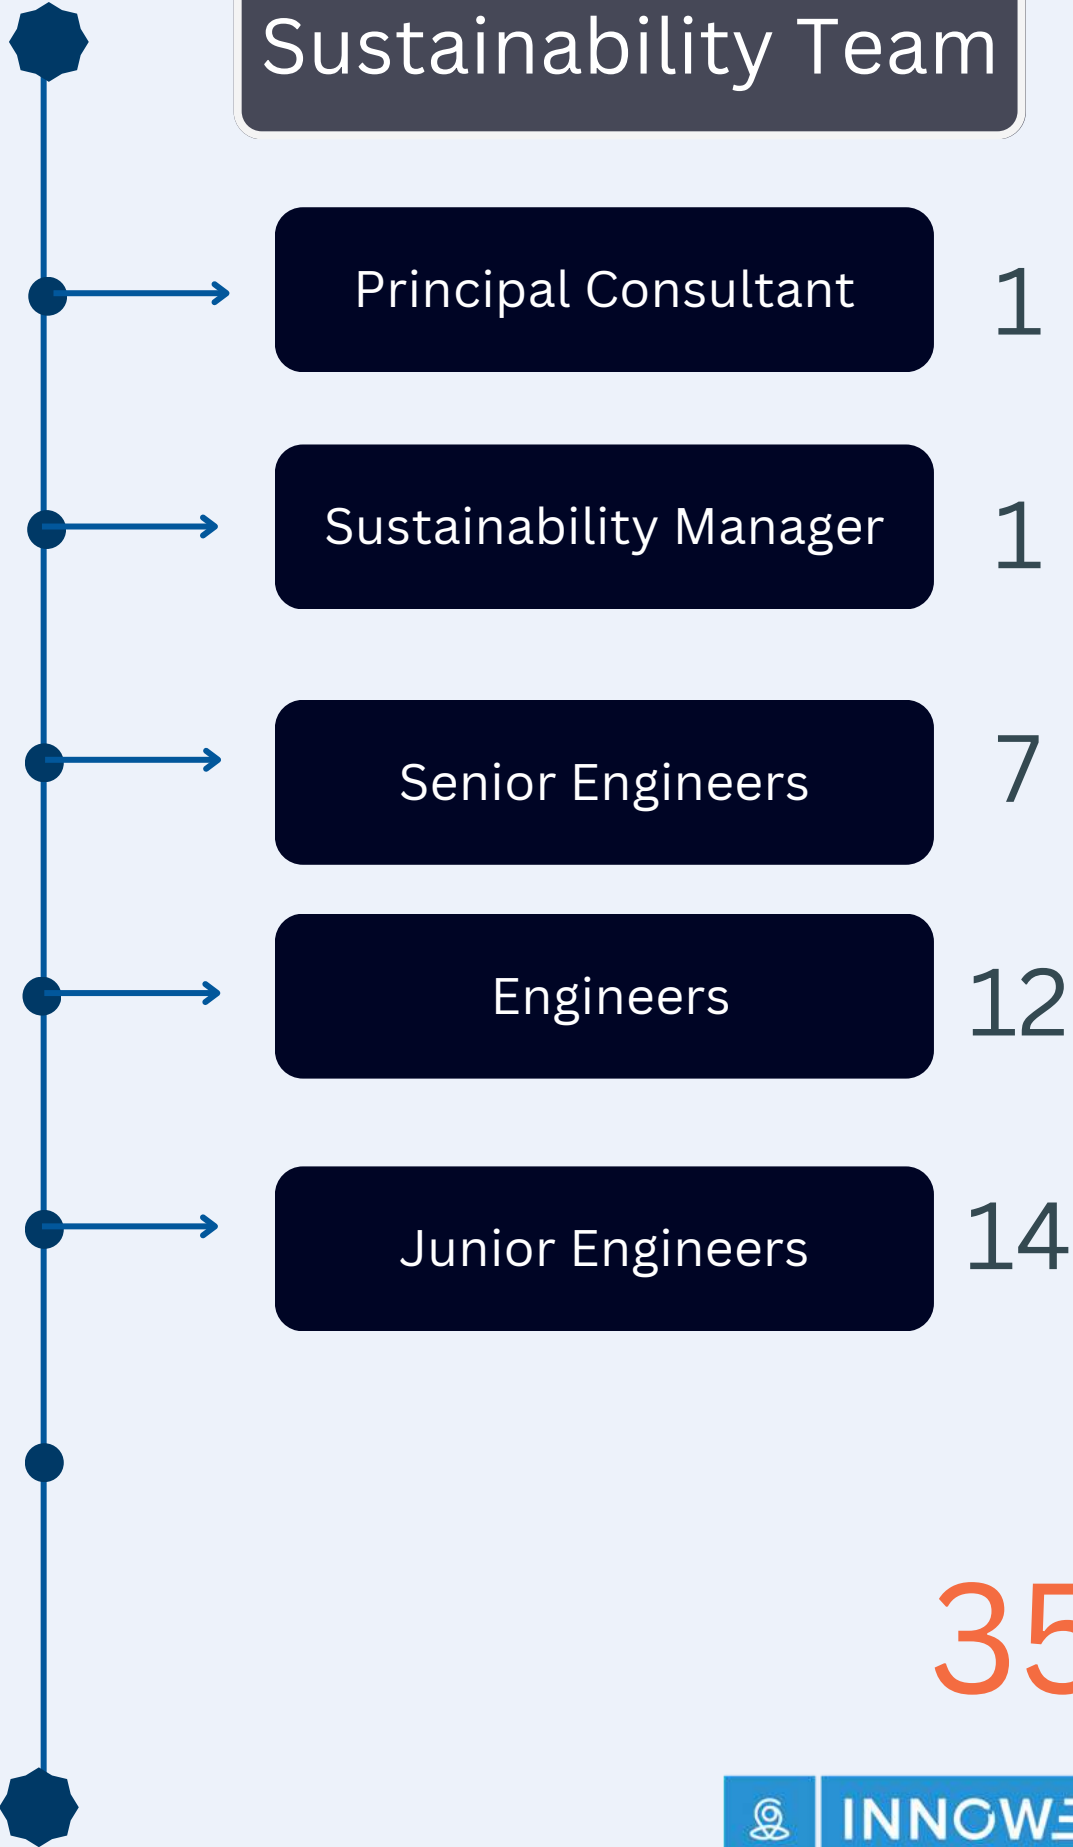 Sustainability Team
Principal Consultant
1
Sustainability Manager
1
Senior Engineers
7
Engineers
12
Junior Engineers
14
35